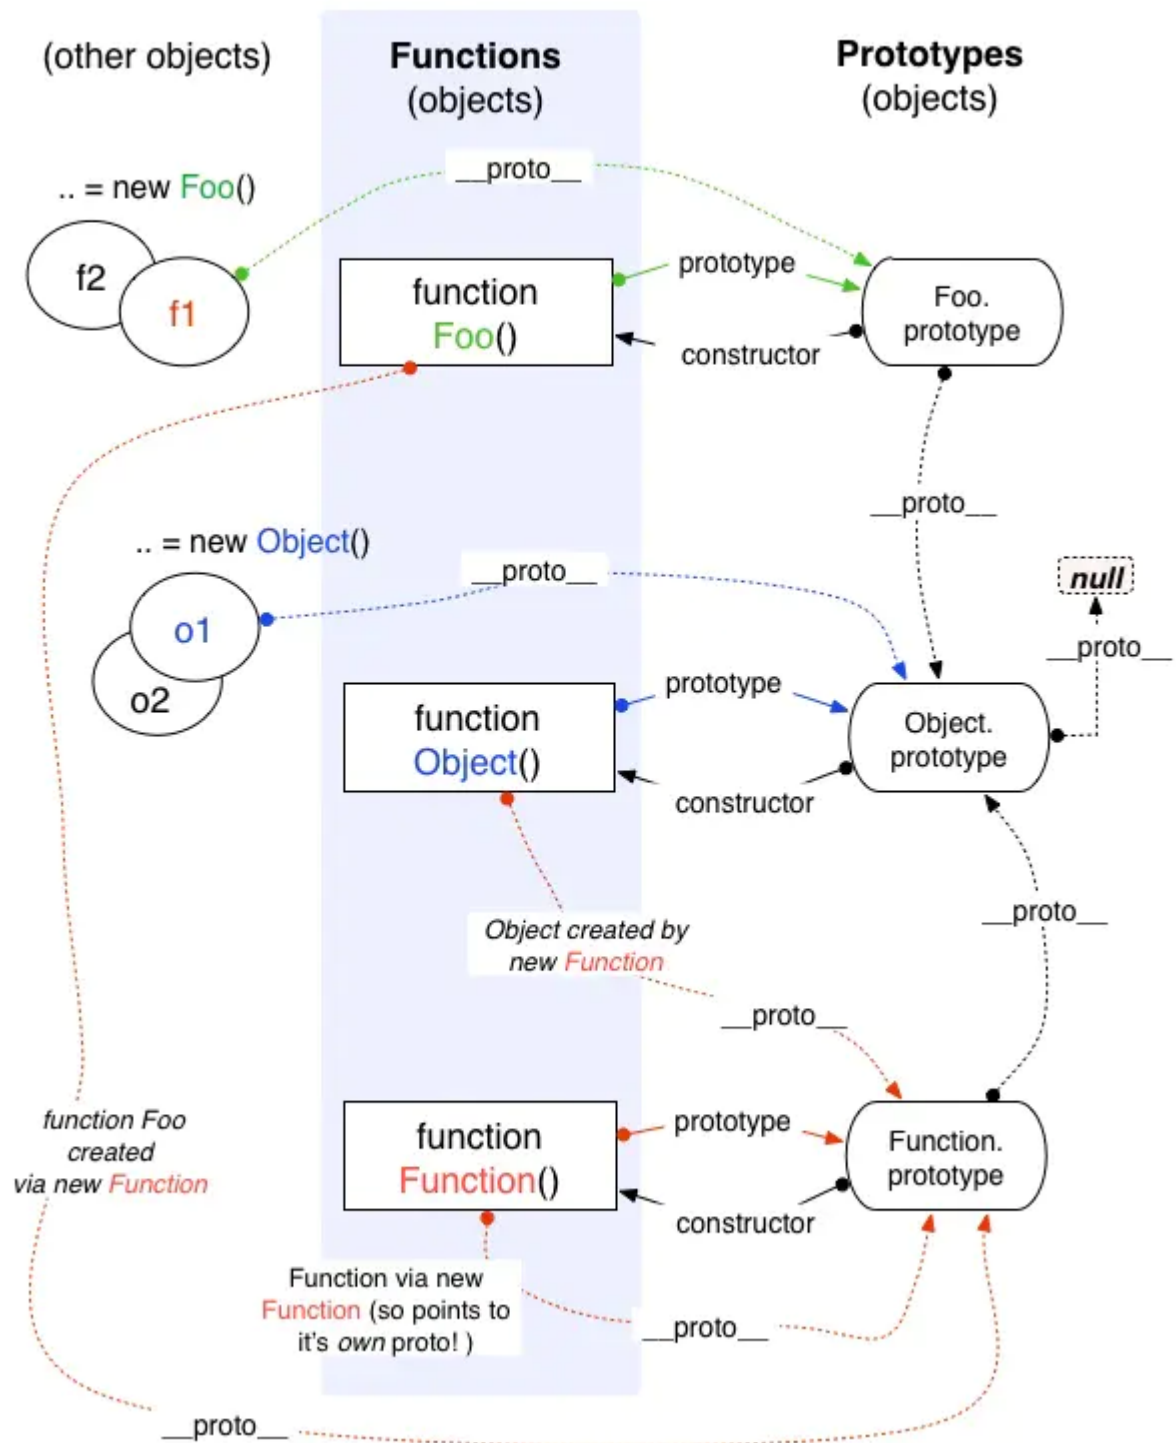 (other objects)
Functions
(objects)
Prototypes
(objects)
__proto__
.. = new Foo()
f2
f1
function
Foo()
prototype
constructor
Foo.
prototype
__proto__
.. = new Object()
__proto__
null
__proto__
o1
o2
function
Object()
prototype
constructor
Object.
prototype
__proto__
Object created by
new Function
__proto__
function Foo
created
via new Function
function
Function()
prototype
constructor
Function.
prototype
Function via new
Function (so points to
it's own proto! )
__proto__
__proto__